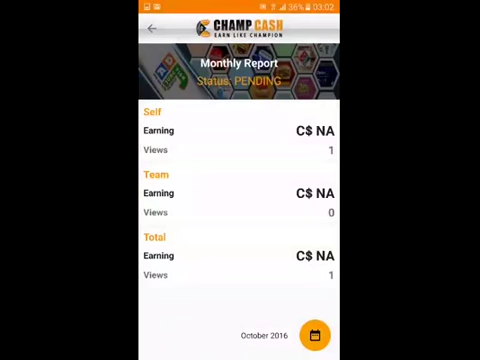 36% 03:02
CHAMP CASH
EARN LIKE CHAMPION
Monthly Report
Status: PENDING
Self
Earning C$ NA
Views 1
Team
Earning C$ NA
Views 0
Total
Earning C$ NA
Views 1
October 2016